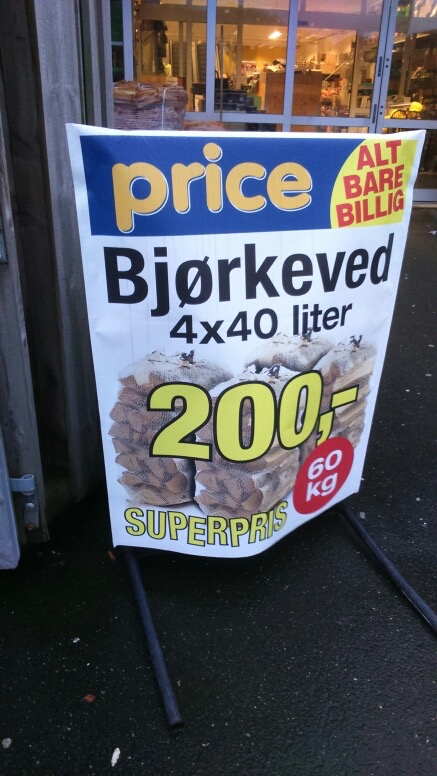 price
ALT
BARE
BILLIG
Bjørkeved
4x40 liter
200,-
60
kg
SUPERPRIS